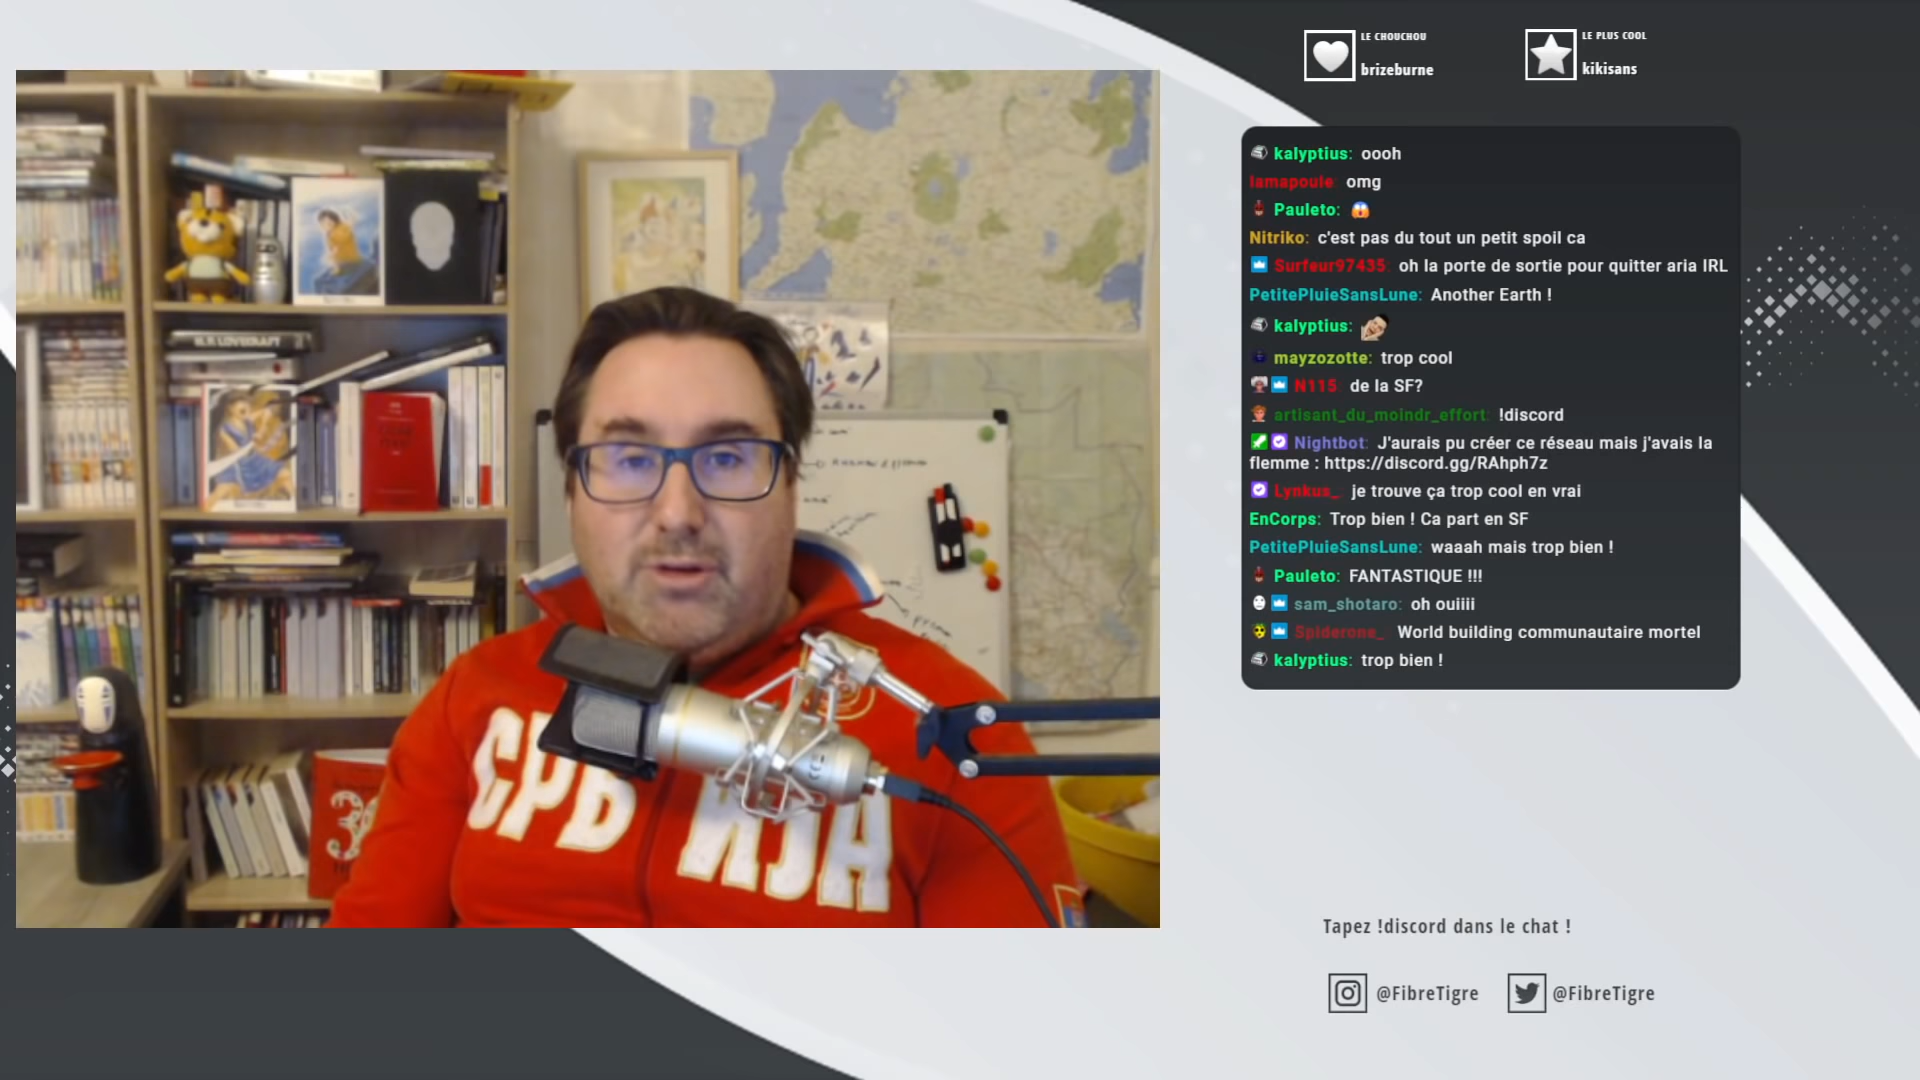 LE CHOUCHOU
brizeburne
LE PLUS COOL
kikisans
kalyptius: oooh
lamapoule: omg
Pauleto: 😱
Nitriko: c'est pas du tout un petit spoil ca
Surfeur97435: oh la porte de sortie pour quitter aria IRL
PetitePluieSansLune: Another Earth !
kalyptius:
mayzozotte: trop cool
N115: de la SF?
artisant_du_moindr_effort: !discord
Nightbot: J'aurais pu créer ce réseau mais j'avais la
flemme : https://discord.gg/RAhph7z
Lynkus_: je trouve ça trop cool en vrai
EnCorps: Trop bien ! Ca part en SF
PetitePluieSansLune: waaah mais trop bien !
Pauleto: FANTASTIQUE !!!
sam_shotaro: oh ouiiii
Spiderone_: World building communautaire mortel
kalyptius: trop bien !
H.P. LOVECRAFT
СРБИЈА
Tapez !discord dans le chat !
@FibreTigre
@FibreTigre